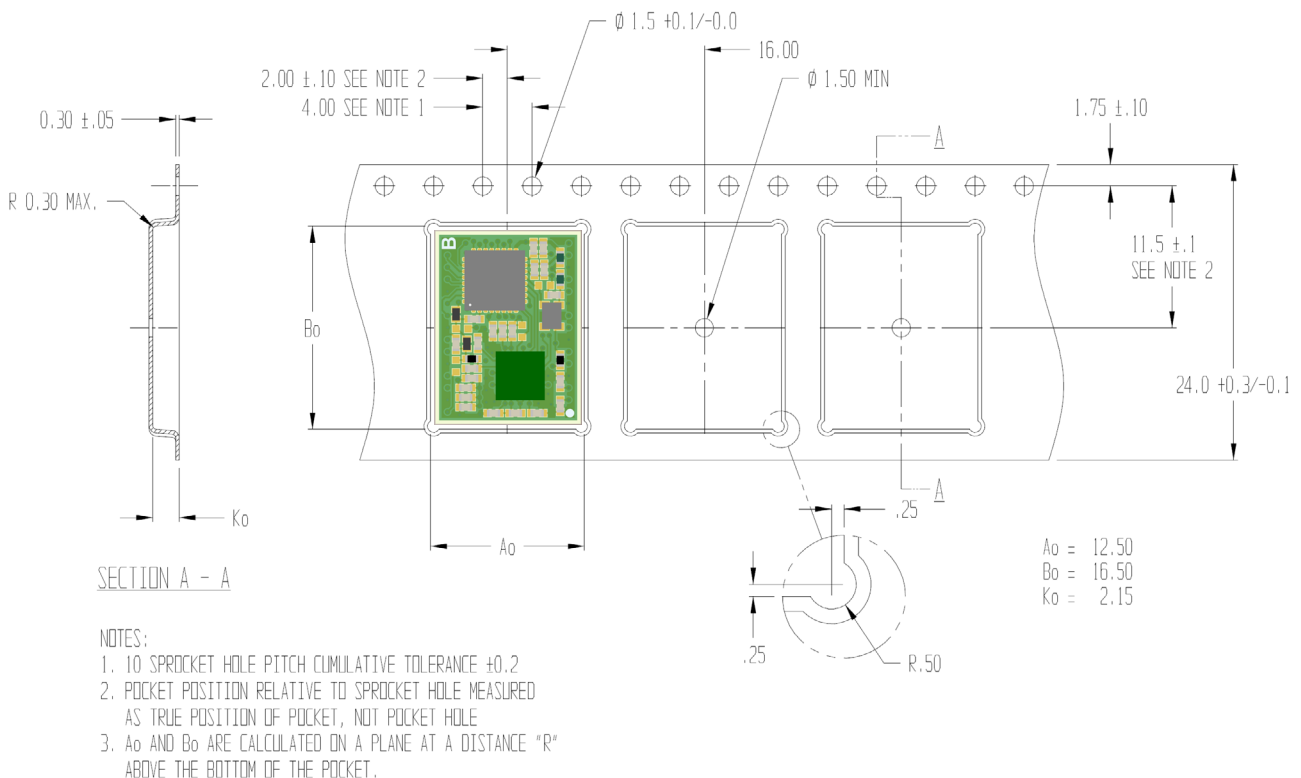 Ø 1.5 +0.1/-0.0
16.00
2.00 ±.10 SEE NOTE 2
Ø 1.50 MIN
4.00 SEE NOTE 1
1.75 ±.10
0.30 ±.05
A
R 0.30 MAX.
B
11.5 ±.1
SEE NOTE 2
Bo
24.0 +0.3/-0.1
A
.25
Ko
Ao
Ao = 12.50
Bo = 16.50
Ko = 2.15
SECTION A - A
.25
R.50
NOTES:
1. 10 SPROCKET HOLE PITCH CUMULATIVE TOLERANCE ±0.2
2. POCKET POSITION RELATIVE TO SPROCKET HOLE MEASURED
AS TRUE POSITION OF POCKET, NOT POCKET HOLE
3. Ao AND Bo ARE CALCULATED ON A PLANE AT A DISTANCE "R"
ABOVE THE BOTTOM OF THE POCKET.